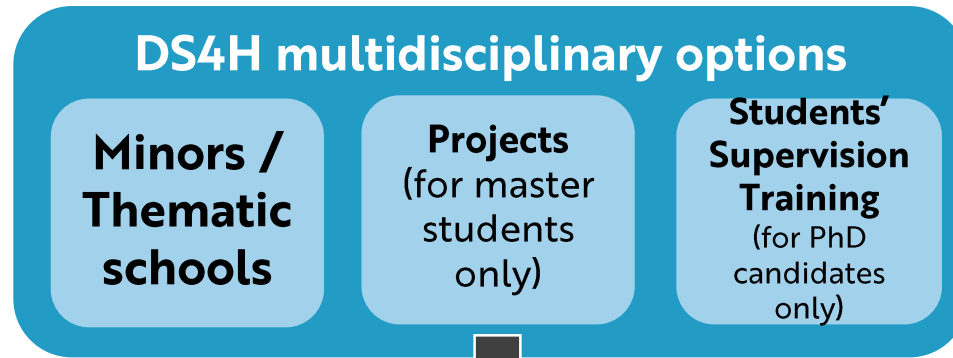 DS4H multidisciplinary options
Minors /
Thematic
schools
Projects
(for master
students
only)
Students’
Supervision
Training
(for PhD
candidates
only)